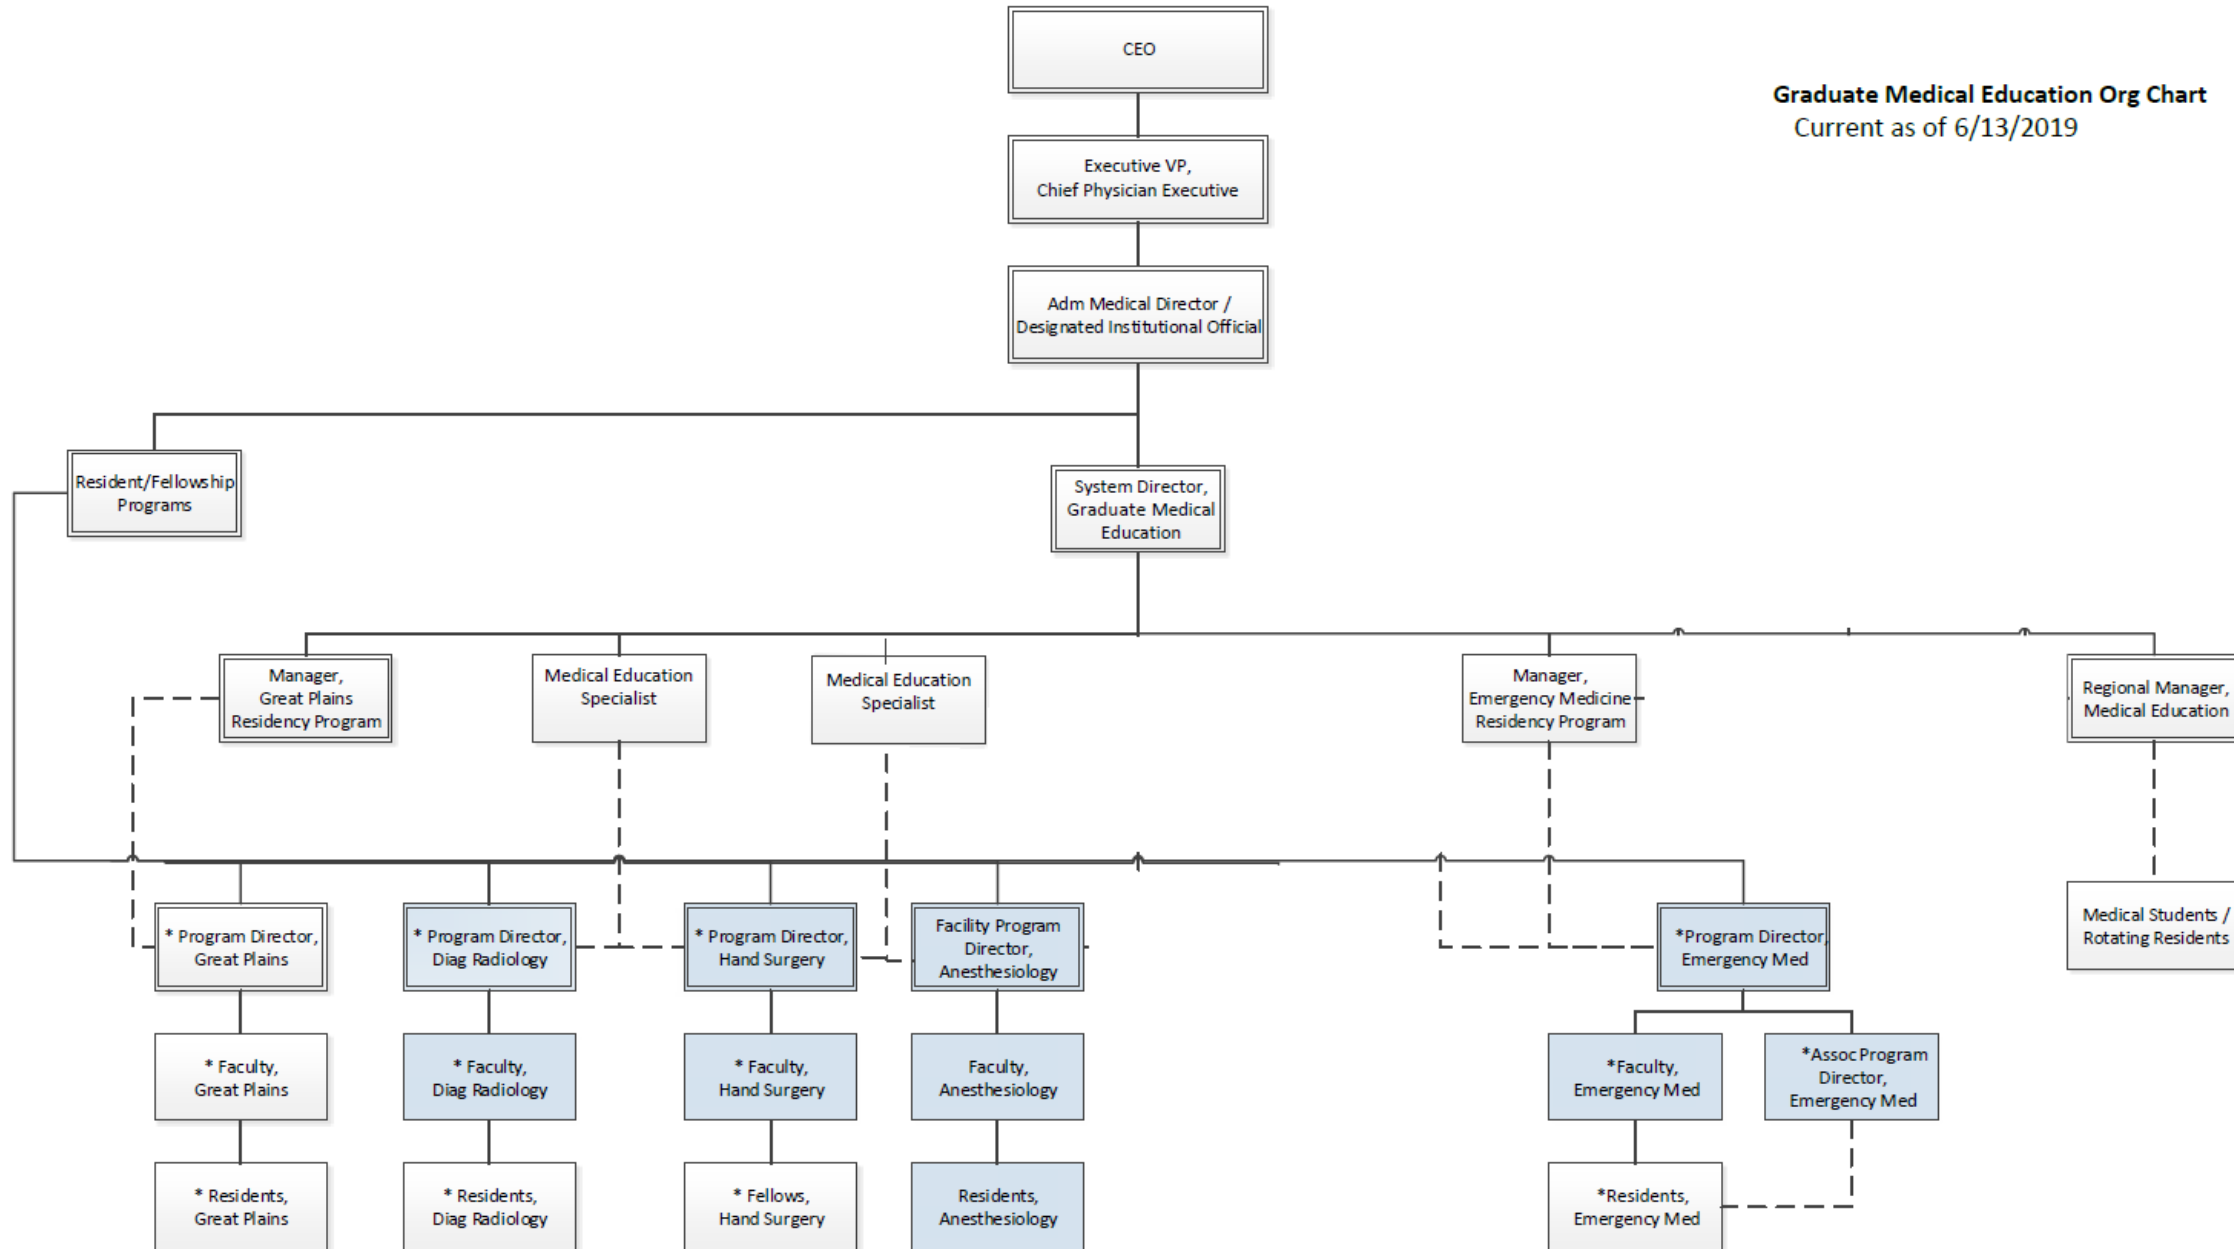 CEO
Graduate Medical Education Org Chart
Current as of 6/13/2019
Executive VP,
Chief Physician Executive
Adm Medical Director /
Designated Institutional Official
Resident/Fellowship
Programs
System Director,
Graduate Medical
Education
Manager,
Great Plains
Residency Program
Medical Education
Specialist
Medical Education
Specialist
Manager,
Emergency Medicine
Residency Program
Regional Manager,
Medical Education
* Program Director,
Great Plains
* Program Director,
Diag Radiology
* Program Director,
Hand Surgery
Facility Program
Director,
Anesthesiology
*Program Director,
Emergency Med
Medical Students /
Rotating Residents
* Faculty,
Great Plains
* Faculty,
Diag Radiology
* Faculty,
Hand Surgery
Faculty,
Anesthesiology
*Faculty,
Emergency Med
*Assoc Program
Director,
Emergency Med
* Residents,
Great Plains
* Residents,
Diag Radiology
* Fellows,
Hand Surgery
Residents,
Anesthesiology
*Residents,
Emergency Med